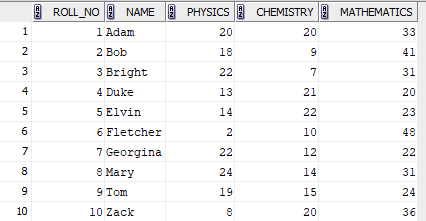 ROLL_NO NAME PHYSICS CHEMISTRY MATHEMATICS
1 1 Adam 20 20 33
2 2 Bob 18 9 41
3 3 Bright 22 7 31
4 4 Duke 13 21 20
5 5 Elvin 14 22 23
6 6 Fletcher 2 10 48
7 7 Georgina 22 12 22
8 8 Mary 24 14 31
9 9 Tom 19 15 24
10 10 Zack 8 20 36